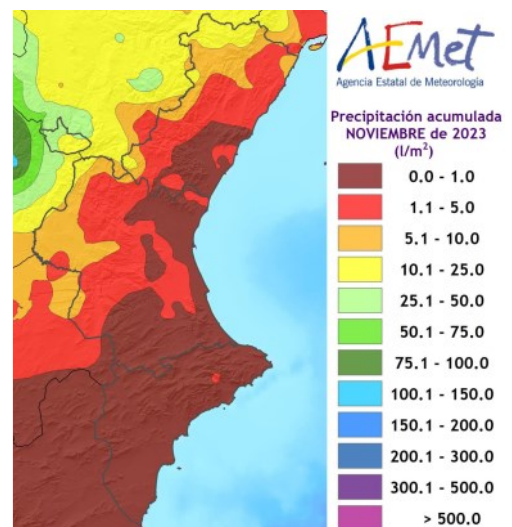 AEMet
Agencia Estatal de Meteorología
Precipitación acumulada
NOVIEMBRE de 2023
(l/m²)
0.0 - 1.0
1.1 - 5.0
5.1 - 10.0
10.1 - 25.0
25.1 - 50.0
50.1 - 75.0
75.1 - 100.0
100.1 - 150.0
150.1 - 200.0
200.1 - 300.0
300.1 - 500.0
> 500.0